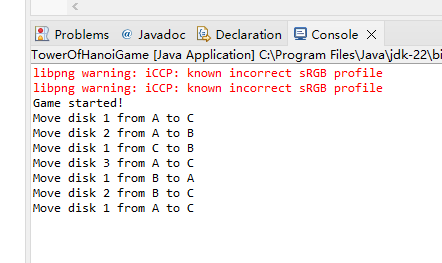 Problems @ Javadoc Declaration Console
TowerOfHanoiGame [Java Application] C:\Program Files\Java\jdk-22\bi
libpng warning: iCCP: known incorrect sRGB profile
libpng warning: iCCP: known incorrect sRGB profile
Game started!
Move disk 1 from A to C
Move disk 2 from A to B
Move disk 1 from C to B
Move disk 3 from A to C
Move disk 1 from B to A
Move disk 2 from B to C
Move disk 1 from A to C